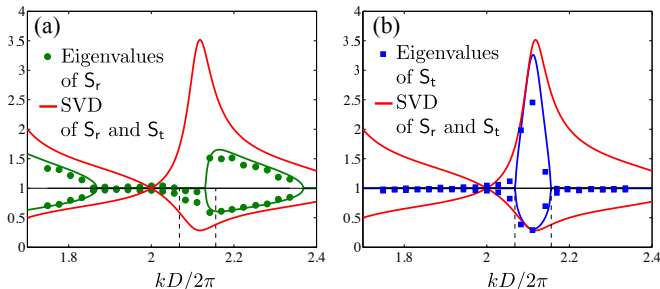 (a)
Eigenvalues
of S_r
SVD
of S_r and S_t
4
3.5
3
2.5
2
1.5
1
0.5
0
1.8 2 2.2 2.4
kD/2π
(b)
Eigenvalues
of S_t
SVD
of S_r and S_t
4
3.5
3
2.5
2
1.5
1
0.5
0
1.8 2 2.2 2.4
kD/2π